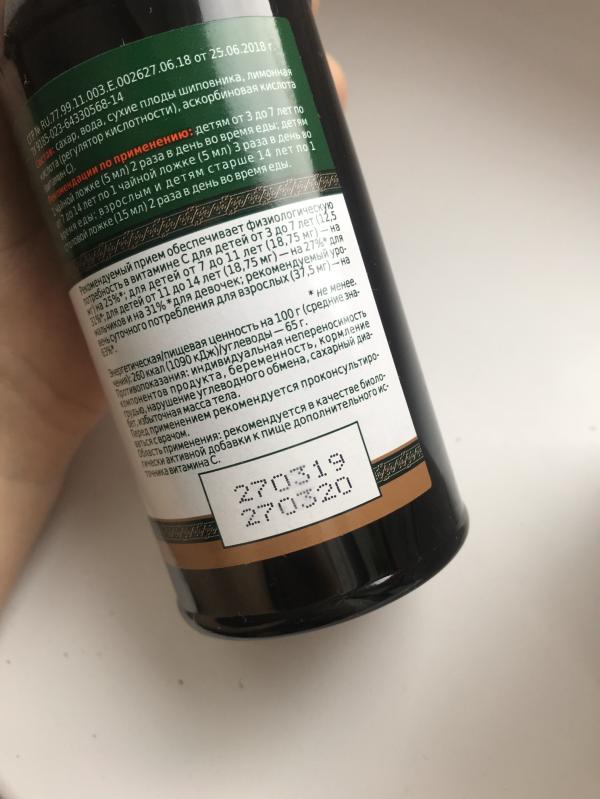 № RU.77.99.11.003.E.002627.06.18 от 25.06.2018 г.
9185-023-64330568-14
Состав: сахар, вода, сухие плоды шиповника, лимонная
кислота (регулятор кислотности), аскорбиновая кислота
(витамин С).
Рекомендации по применению: детям от 3 до 7 лет по
1 чайной ложке (5 мл) 2 раза в день во время еды; детям
от 7 до 14 лет по 1 чайной ложке (5 мл) 3 раза в день во
время еды; взрослым и детям старше 14 лет по 1
столовой ложке (15 мл) 2 раза в день во время еды.
Рекомендуемый прием обеспечивает физиологическую
потребность в витамине С для детей от 3 до 7 лет (12,5
мг) на 25%*; для детей от 7 до 11 лет (18,75 мг) — на
31%*; для детей от 11 до 14 лет (18,75 мг) — на 27%* для
мальчиков и на 31%* для девочек; рекомендуемый уро-
вень суточного потребления для взрослых (37,5 мг) — на
63%*.
* не менее.
Энергетическая/пищевая ценность на 100 г (средние зна-
чения): 260 ккал (1090 кДж)/углеводы — 65 г.
Противопоказания: индивидуальная непереносимость
компонентов продукта, беременность, кормление
грудью, нарушение углеводного обмена, сахарный диа-
бет, избыточная масса тела.
Перед применением рекомендуется проконсультиро-
ваться с врачом.
Область применения: рекомендуется в качестве биоло-
гически активной добавки к пище дополнительного ис-
точника витамина С.
270319
270320